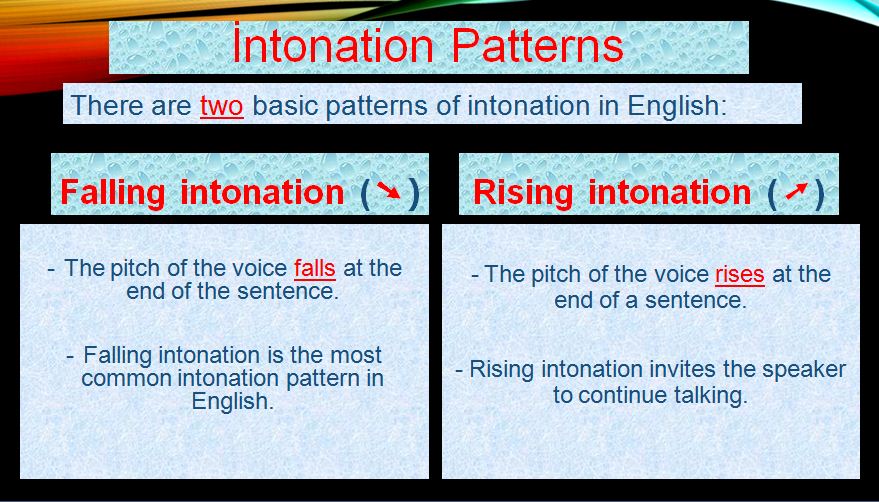 İntonation Patterns
There are two basic patterns of intonation in English:
Falling intonation (➘)
- The pitch of the voice falls at the
end of the sentence.
- Falling intonation is the most
common intonation pattern in
English.
Rising intonation (➚)
- The pitch of the voice rises at the
end of a sentence.
- Rising intonation invites the speaker
to continue talking.